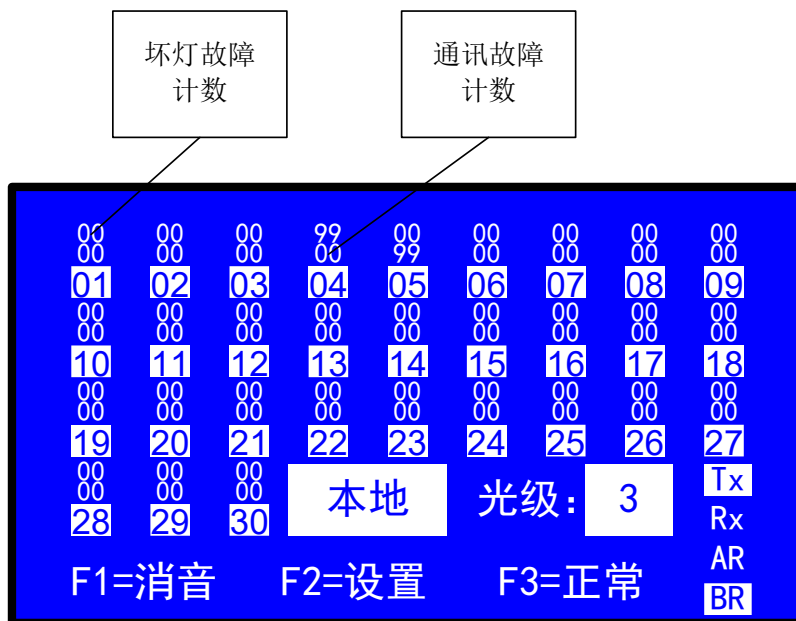 坏灯故障
计数
通讯故障
计数
00 00 00 99 00 00 00 00 00
00 00 00 00 99 00 00 00 00
01 02 03 04 05 06 07 08 09
00 00 00 00 00 00 00 00 00
00 00 00 00 00 00 00 00 00
10 11 12 13 14 15 16 17 18
00 00 00 00 00 00 00 00 00
00 00 00 00 00 00 00 00 00
19 20 21 22 23 24 25 26 27
00 00 00
00 00 00
28 29 30
本地 光级: 3
Tx
Rx
AR
BR
F1=消音 F2=设置 F3=正常